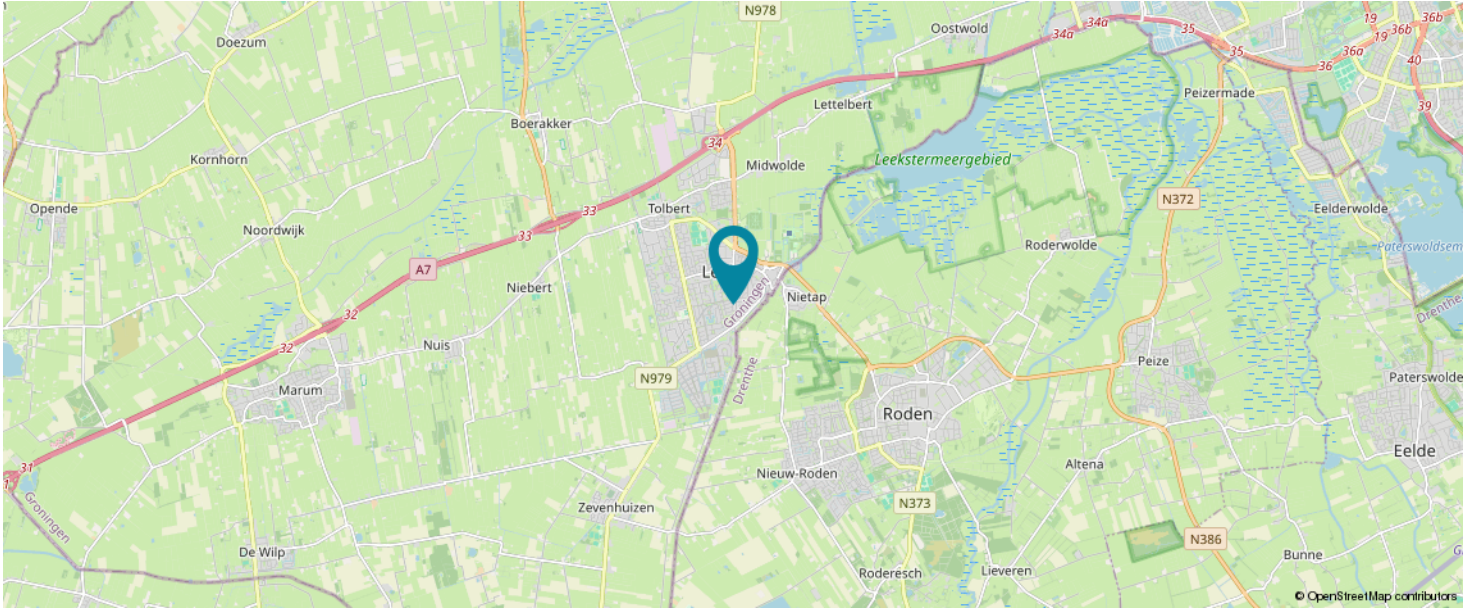 N978
Oostwold
34a
34a
35
35
19
36b
19
36b
36a
36
40
39
Doezum
Peizermade
Lettelbert
Boerakker
34
Kornhorn
Midwolde
Leekstermeergebied
N372
Opende
Tolbert
33
33
Eelderwolde
Noordwijk
Roderwolde
Paterswoldsem
A7
Niebert
Nietap
Groningen
Drenthe
32
32
Nuis
Peize
N979
Drenthe
Marum
Paterswolde
Roden
Eelde
31
1
Altena
Nieuw-Roden
Groningen
N373
Zevenhuizen
N386
De Wilp
Bunne
Roderesch
Lieveren
© OpenStreetMap contributors